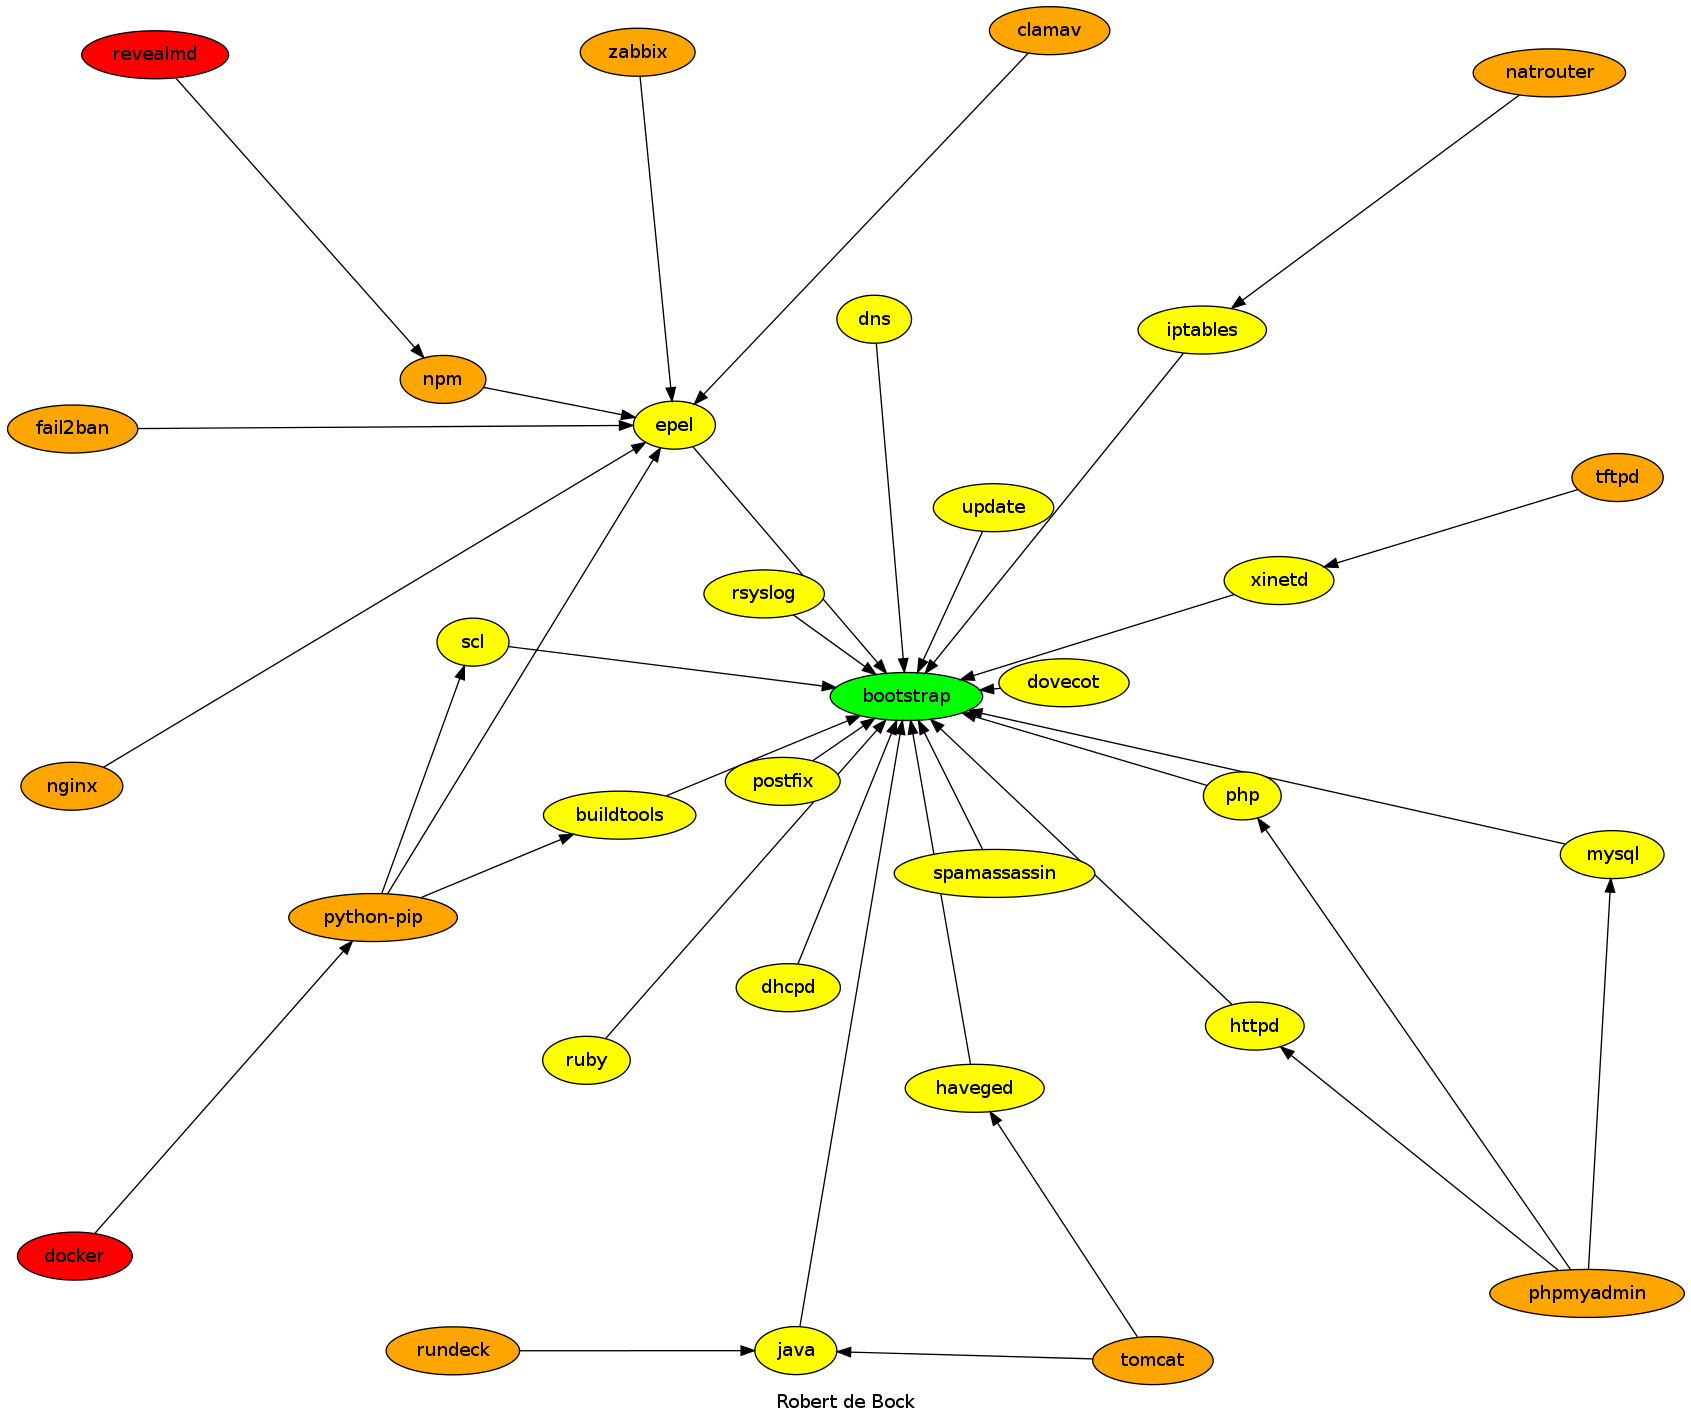 clamav
zabbix
revealmd
natrouter
dns
iptables
npm
epel
fail2ban
tftpd
update
xinetd
rsyslog
scl
dovecot
bootstrap
postfix
nginx
php
buildtools
mysql
spamassassin
python-pip
dhcpd
httpd
ruby
haveged
docker
phpmyadmin
rundeck
java
tomcat
Robert de Bock